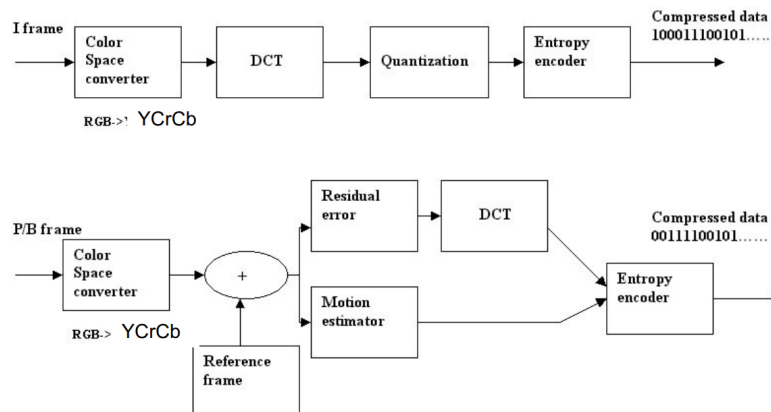 I frame
Color
Space
converter
DCT
Quantization
Entropy
encoder
Compressed data
100011100101.....
RGB-> YCrCb
P/B frame
Color
Space
converter
RGB-> YCrCb
+
Reference
frame
Residual
error
DCT
Motion
estimator
Entropy
encoder
Compressed data
00111100101......